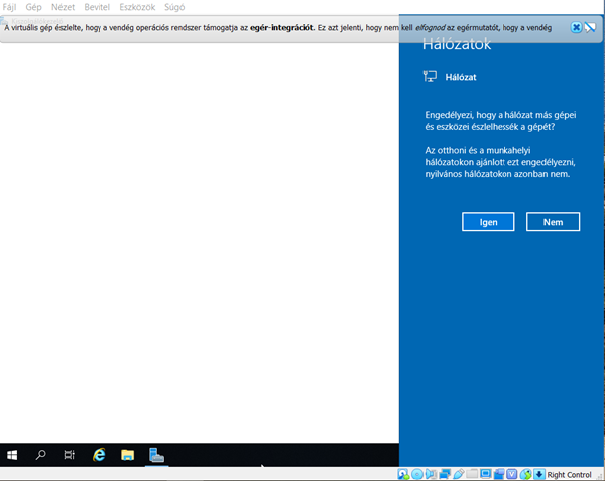 Fájl Gép Nézet Bevitel Eszközök Súgó
A virtuális gép észlelte, hogy a vendég operációs rendszer támogatja az egér-integrációt. Ez azt jelenti, hogy nem kell elfognod az egérmutatót, hogy a vendég
Hálózatok
Hálózat
Engedélyezi, hogy a hálózat más gépei
és eszközei észlelhessék a gépét?
Az otthoni és a munkahelyi
hálózatokon ajánlott ezt engedélyezni,
nyilvános hálózatokon azonban nem.
Igen Nem
Right Control